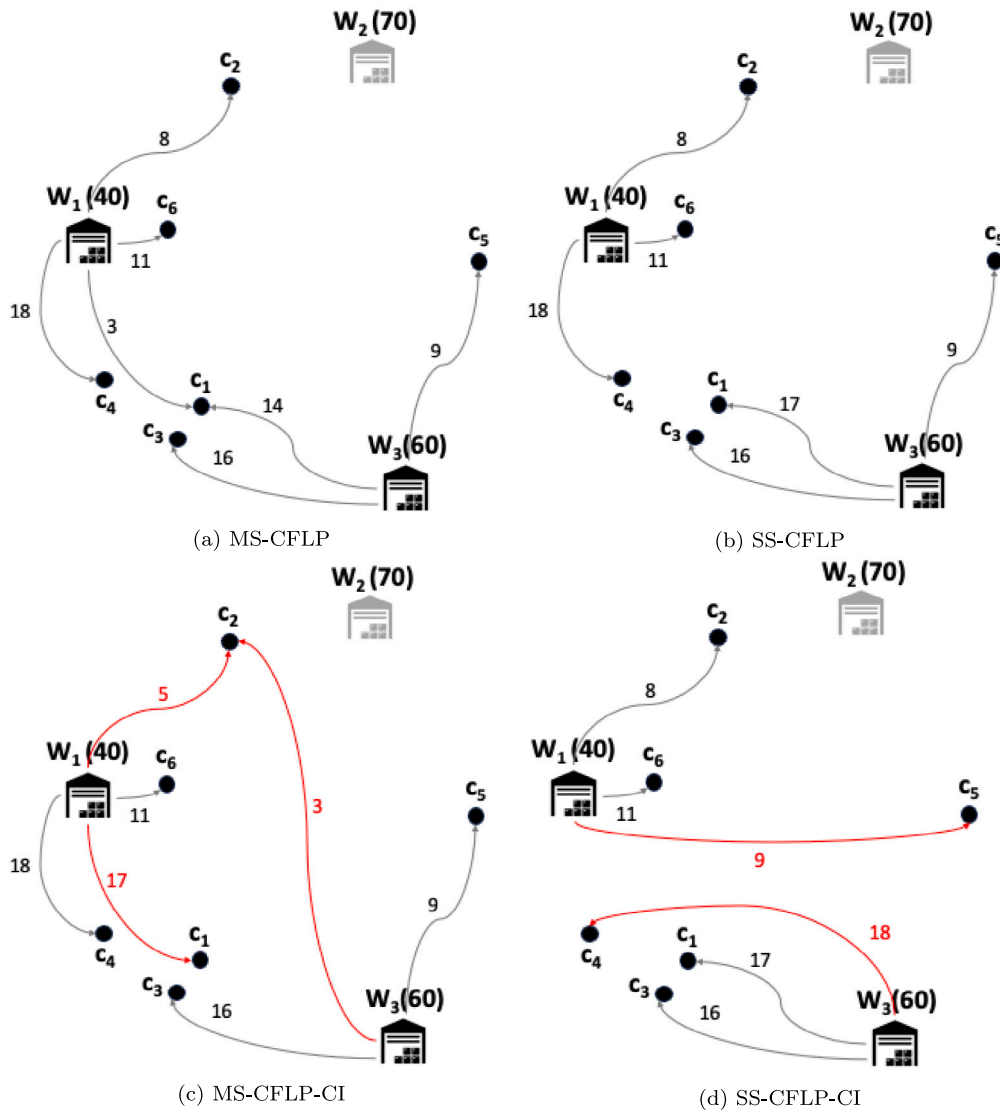 W2 (70)
c2
8
W1 (40)
c6
11
c5
18
3
9
c4
c1
14
c3
16
W3(60)
(a) MS-CFLP
W2 (70)
c2
8
W1 (40)
c6
11
c5
18
9
c4
c1
17
c3
16
W3(60)
(b) SS-CFLP
W2 (70)
c2
5
W1 (40)
c6
11
3
c5
18
17
9
c4
c1
c3
16
W3(60)
(c) MS-CFLP-CI
W2 (70)
c2
8
W1 (40)
c6
11
c5
9
c4
c1
18
17
c3
16
W3(60)
(d) SS-CFLP-CI